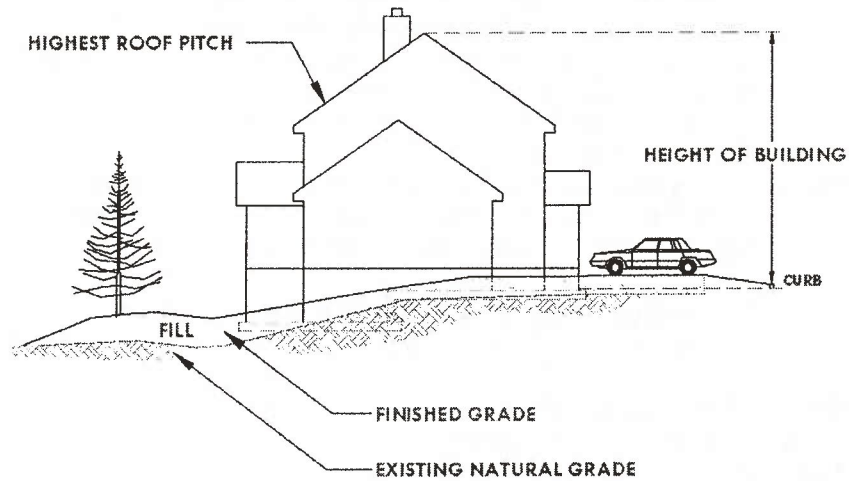 HIGHEST ROOF PITCH
HEIGHT OF BUILDING
CURB
FILL
FINISHED GRADE
EXISTING NATURAL GRADE